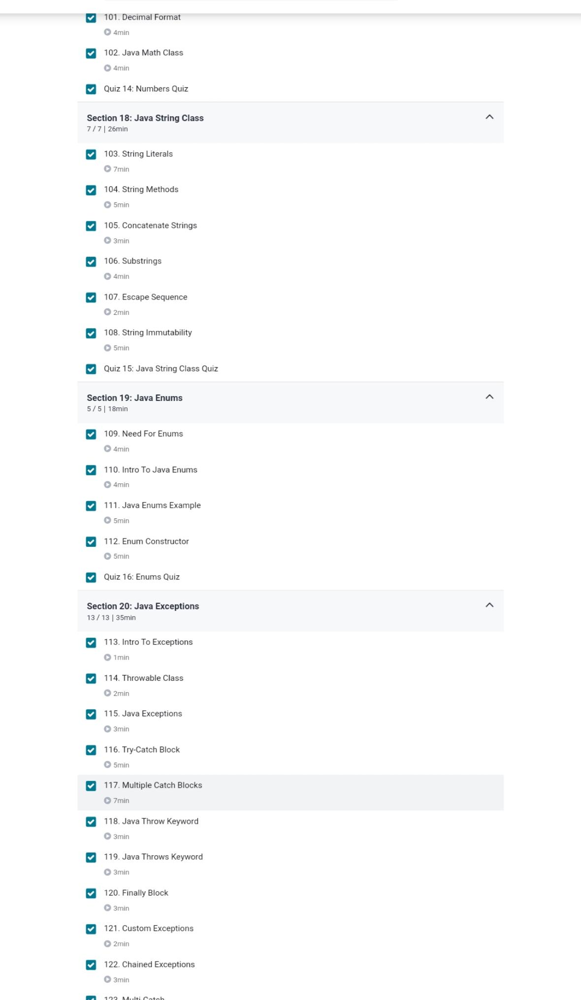 101. Decimal Format
4min
102. Java Math Class
4min
Quiz 14: Numbers Quiz
Section 18: Java String Class
7 / 7 | 26min
103. String Literals
7min
104. String Methods
5min
105. Concatenate Strings
3min
106. Substrings
4min
107. Escape Sequence
2min
108. String Immutability
5min
Quiz 15: Java String Class Quiz
Section 19: Java Enums
5 / 5 | 18min
109. Need For Enums
4min
110. Intro To Java Enums
4min
111. Java Enums Example
5min
112. Enum Constructor
5min
Quiz 16: Enums Quiz
Section 20: Java Exceptions
13 / 13 | 35min
113. Intro To Exceptions
1min
114. Throwable Class
2min
115. Java Exceptions
3min
116. Try-Catch Block
5min
117. Multiple Catch Blocks
7min
118. Java Throw Keyword
3min
119. Java Throws Keyword
3min
120. Finally Block
3min
121. Custom Exceptions
2min
122. Chained Exceptions
3min
123. Multi Catch